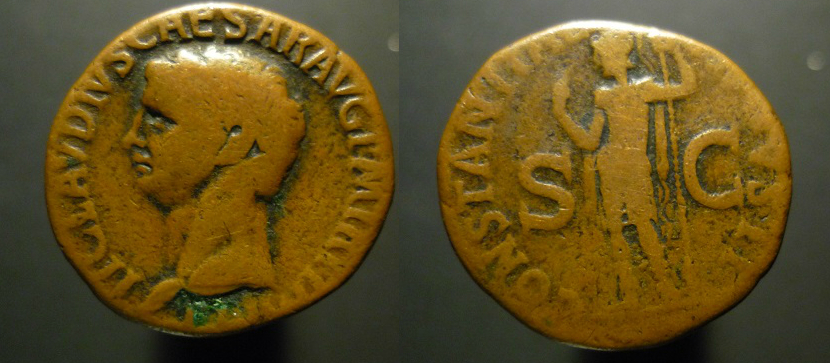 TI CLAVDIVS CAESAR AVG P M TR P IMP
CONSTANTIAE AVGVSTI
S C